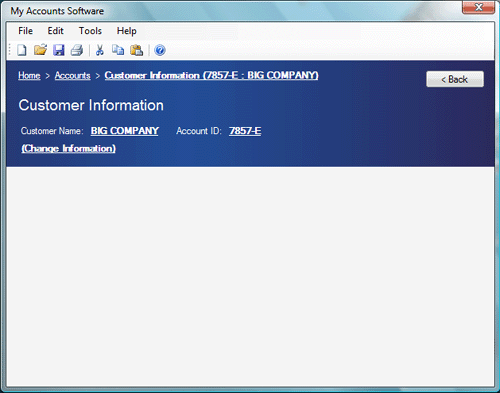 My Accounts Software
File Edit Tools Help
Home > Accounts > Customer Information (7857-E : BIG COMPANY)
< Back
Customer Information
Customer Name: BIG COMPANY Account ID: 7857-E
(Change Information)